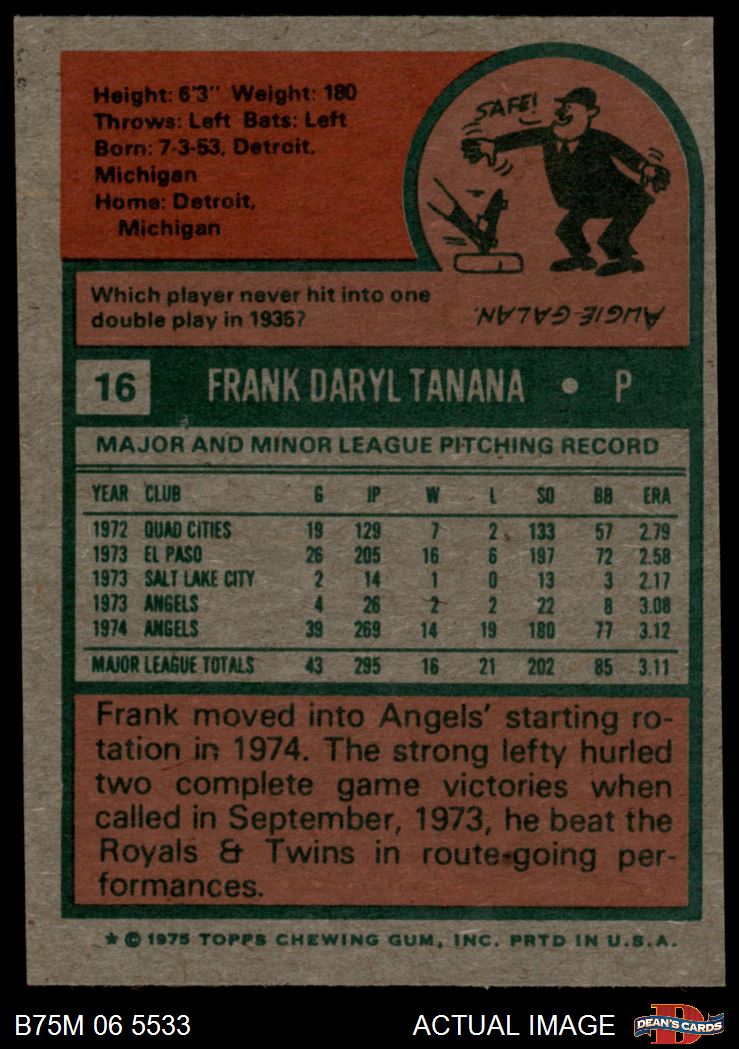 Height: 6'3" Weight: 180
Throws: Left Bats: Left
Born: 7-3-53, Detroit,
Michigan
Home: Detroit,
Michigan
SAFE!
Which player never hit into one
double play in 1935?
AUGIE GALAN.
16 FRANK DARYL TANANA • P
MAJOR AND MINOR LEAGUE PITCHING RECORD
YEAR CLUB G IP W L SO BB ERA
1972 QUAD CITIES 19 129 7 2 133 57 2.79
1973 EL PASO 26 205 16 6 197 72 2.58
1973 SALT LAKE CITY 2 14 1 0 13 3 2.17
1973 ANGELS 4 26 2 2 22 8 3.08
1974 ANGELS 39 269 14 19 180 77 3.12
MAJOR LEAGUE TOTALS 43 295 16 21 202 85 3.11
Frank moved into Angels' starting ro-
tation in 1974. The strong lefty hurled
two complete game victories when
called in September, 1973, he beat the
Royals & Twins in route-going per-
formances.
* © 1975 TOPPS CHEWING GUM, INC. PRTD IN U.S.A.
B75M 06 5533 ACTUAL IMAGE D DEAN'S CARDS